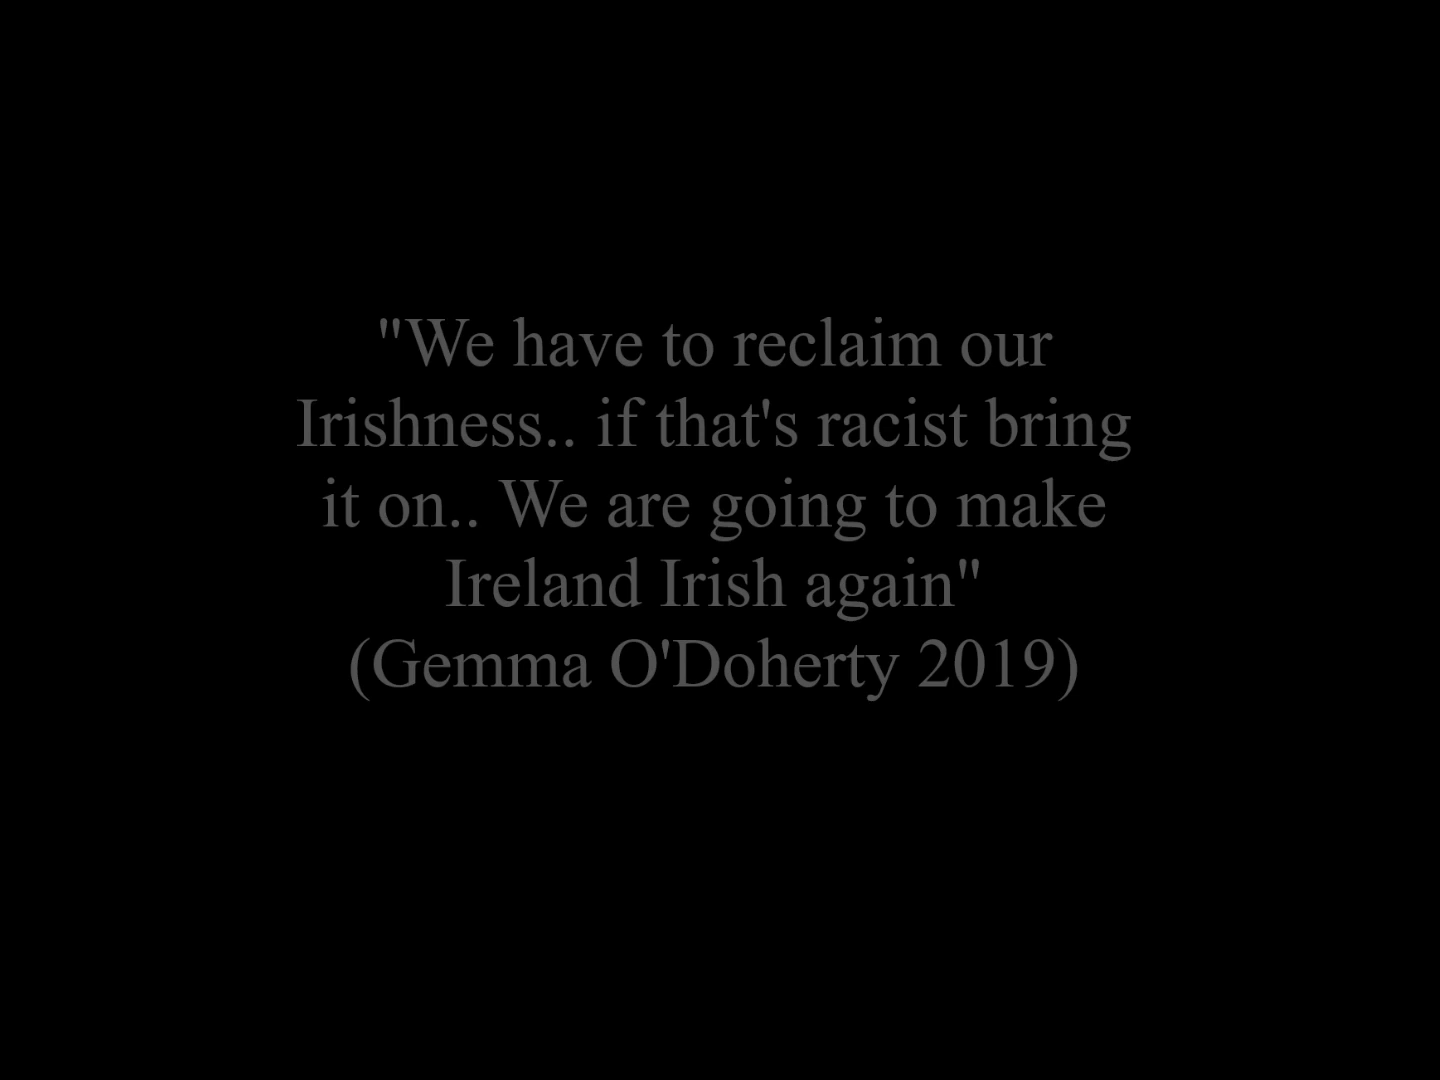 "We have to reclaim our
Irishness.. if that's racist bring
it on.. We are going to make
Ireland Irish again"
(Gemma O'Doherty 2019)